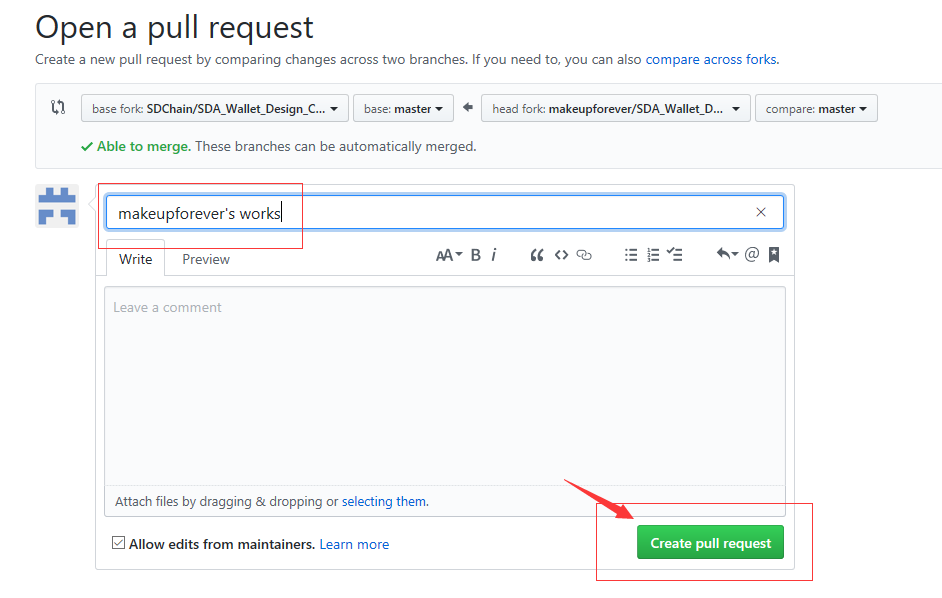 Open a pull request
Create a new pull request by comparing changes across two branches. If you need to, you can also compare across forks.
base fork: SDChain/SDA_Wallet_Design_C... base: master head fork: makeupforever/SDA_Wallet_D... compare: master
Able to merge. These branches can be automatically merged.
makeupforever's works
Write Preview AA B i @
Leave a comment
Attach files by dragging & dropping or selecting them.
Allow edits from maintainers. Learn more Create pull request